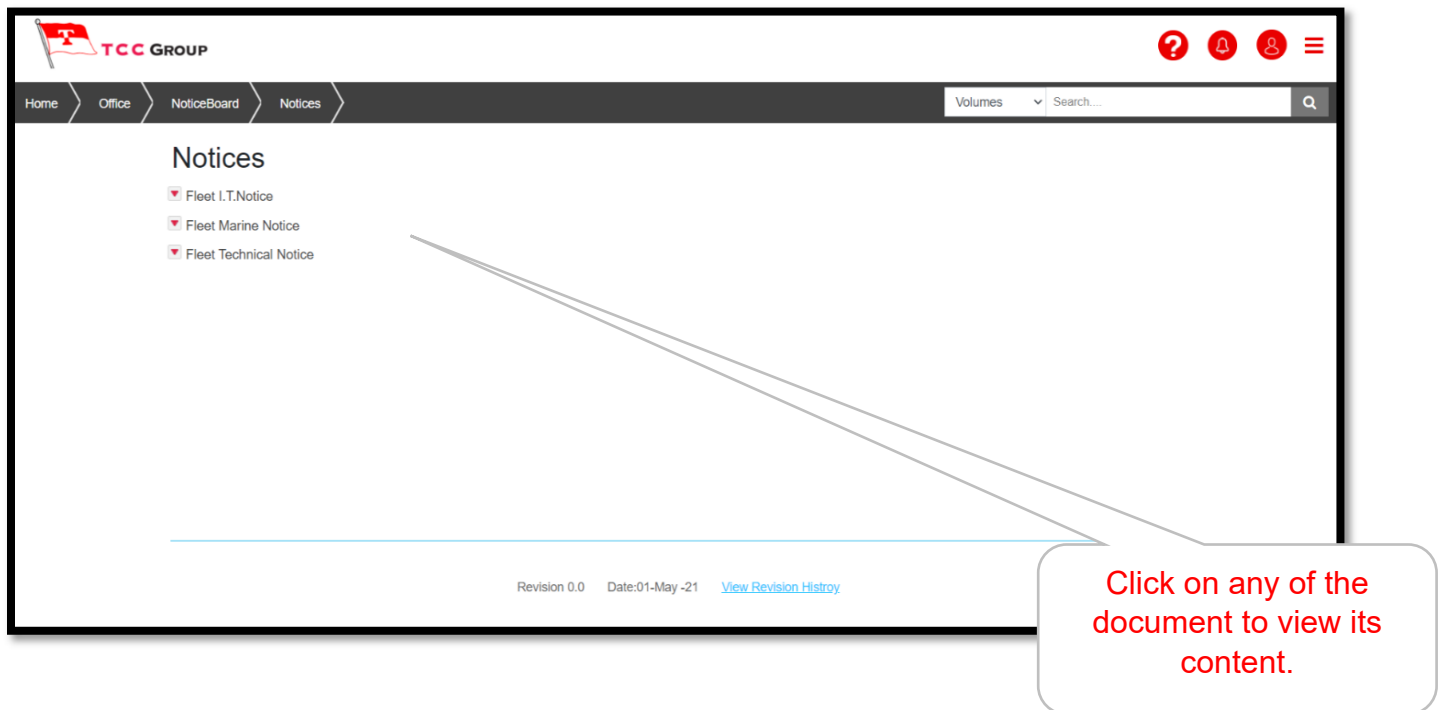 T
TCC GROUP
?
Home Office NoticeBoard Notices
Volumes Search....
Notices
Fleet I.T.Notice
Fleet Marine Notice
Fleet Technical Notice
Revision 0.0 Date:01-May -21 View Revision Histroy
Click on any of the
document to view its
content.